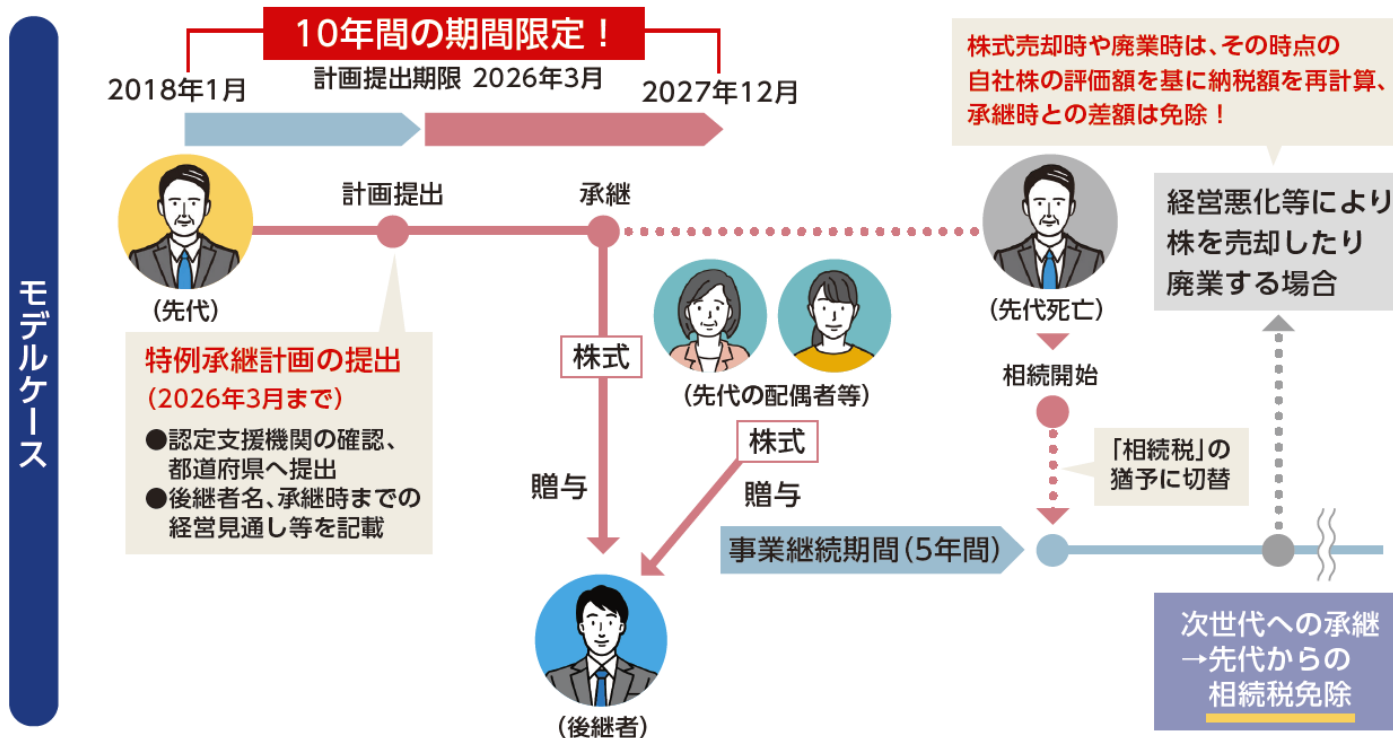 モデルケース
10年間の期間限定！
2018年1月
計画提出期限 2026年3月
2027年12月
株式売却時や廃業時は、その時点の
自社株の評価額を基に納税額を再計算、
承継時との差額は免除！
計画提出
承継
(先代)
特例承継計画の提出
(2026年3月まで)
●認定支援機関の確認、
都道府県へ提出
●後継者名、承継時までの
経営見通し等を記載
株式
贈与
(先代の配偶者等)
株式
贈与
(後継者)
(先代死亡)
相続開始
「相続税」の
猶予に切替
事業継続期間(5年間)
経営悪化等により
株を売却したり
廃業する場合
次世代への承継
→先代からの
相続税免除